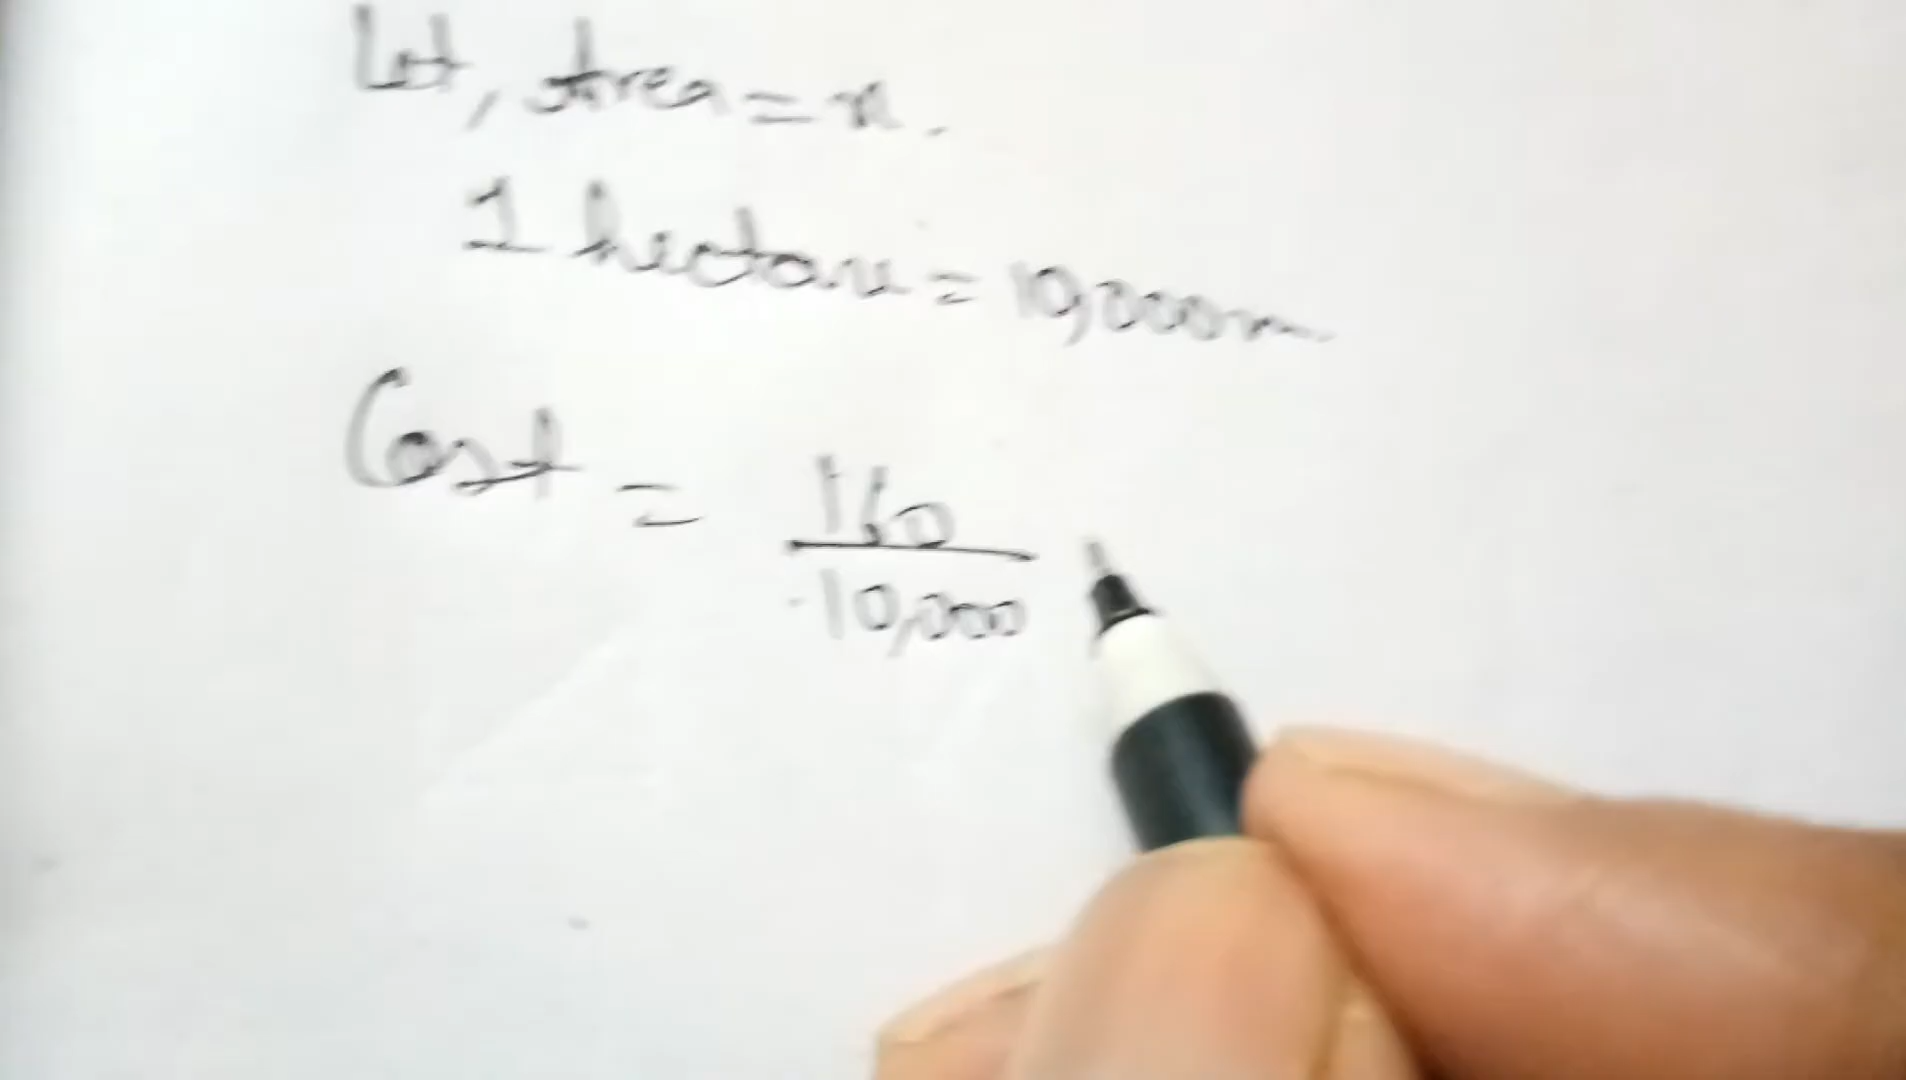 Let, Area = x.
1 hectare = 10,000m.
Cost = 160
10,000